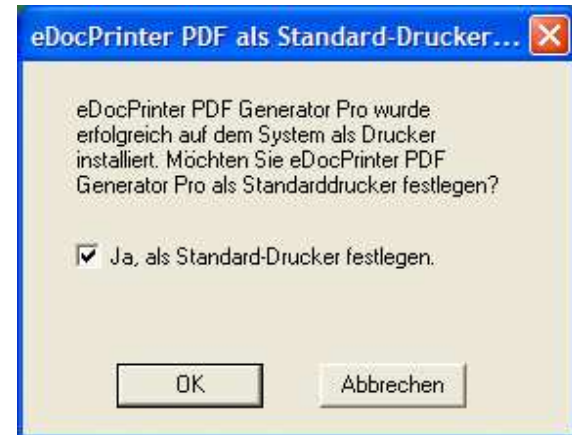 eDocPrinter PDF als Standard-Drucker...
eDocPrinter PDF Generator Pro wurde
erfolgreich auf dem System als Drucker
installiert. Möchten Sie eDocPrinter PDF
Generator Pro als Standarddrucker festlegen?
Ja, als Standard-Drucker festlegen.
OK
Abbrechen